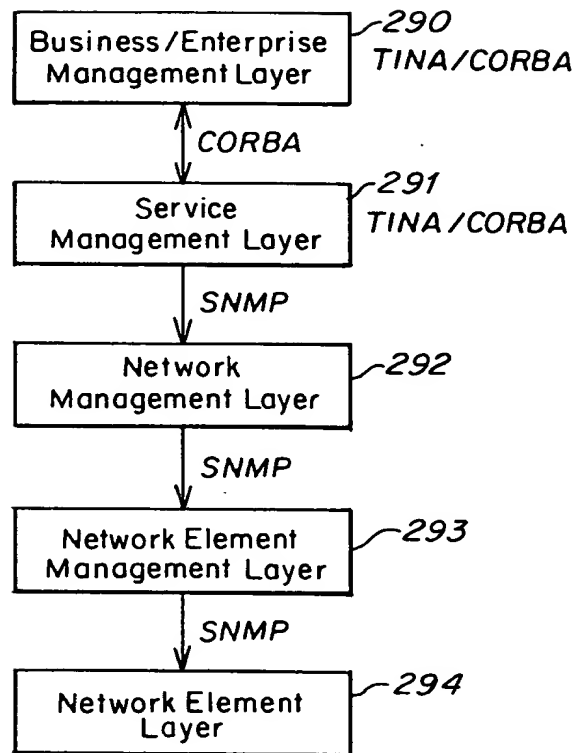 Business/Enterprise
Management Layer
290
TINA/CORBA
CORBA
Service
Management Layer
291
TINA/CORBA
SNMP
Network
Management Layer
292
SNMP
Network Element
Management Layer
293
SNMP
Network Element
Layer
294